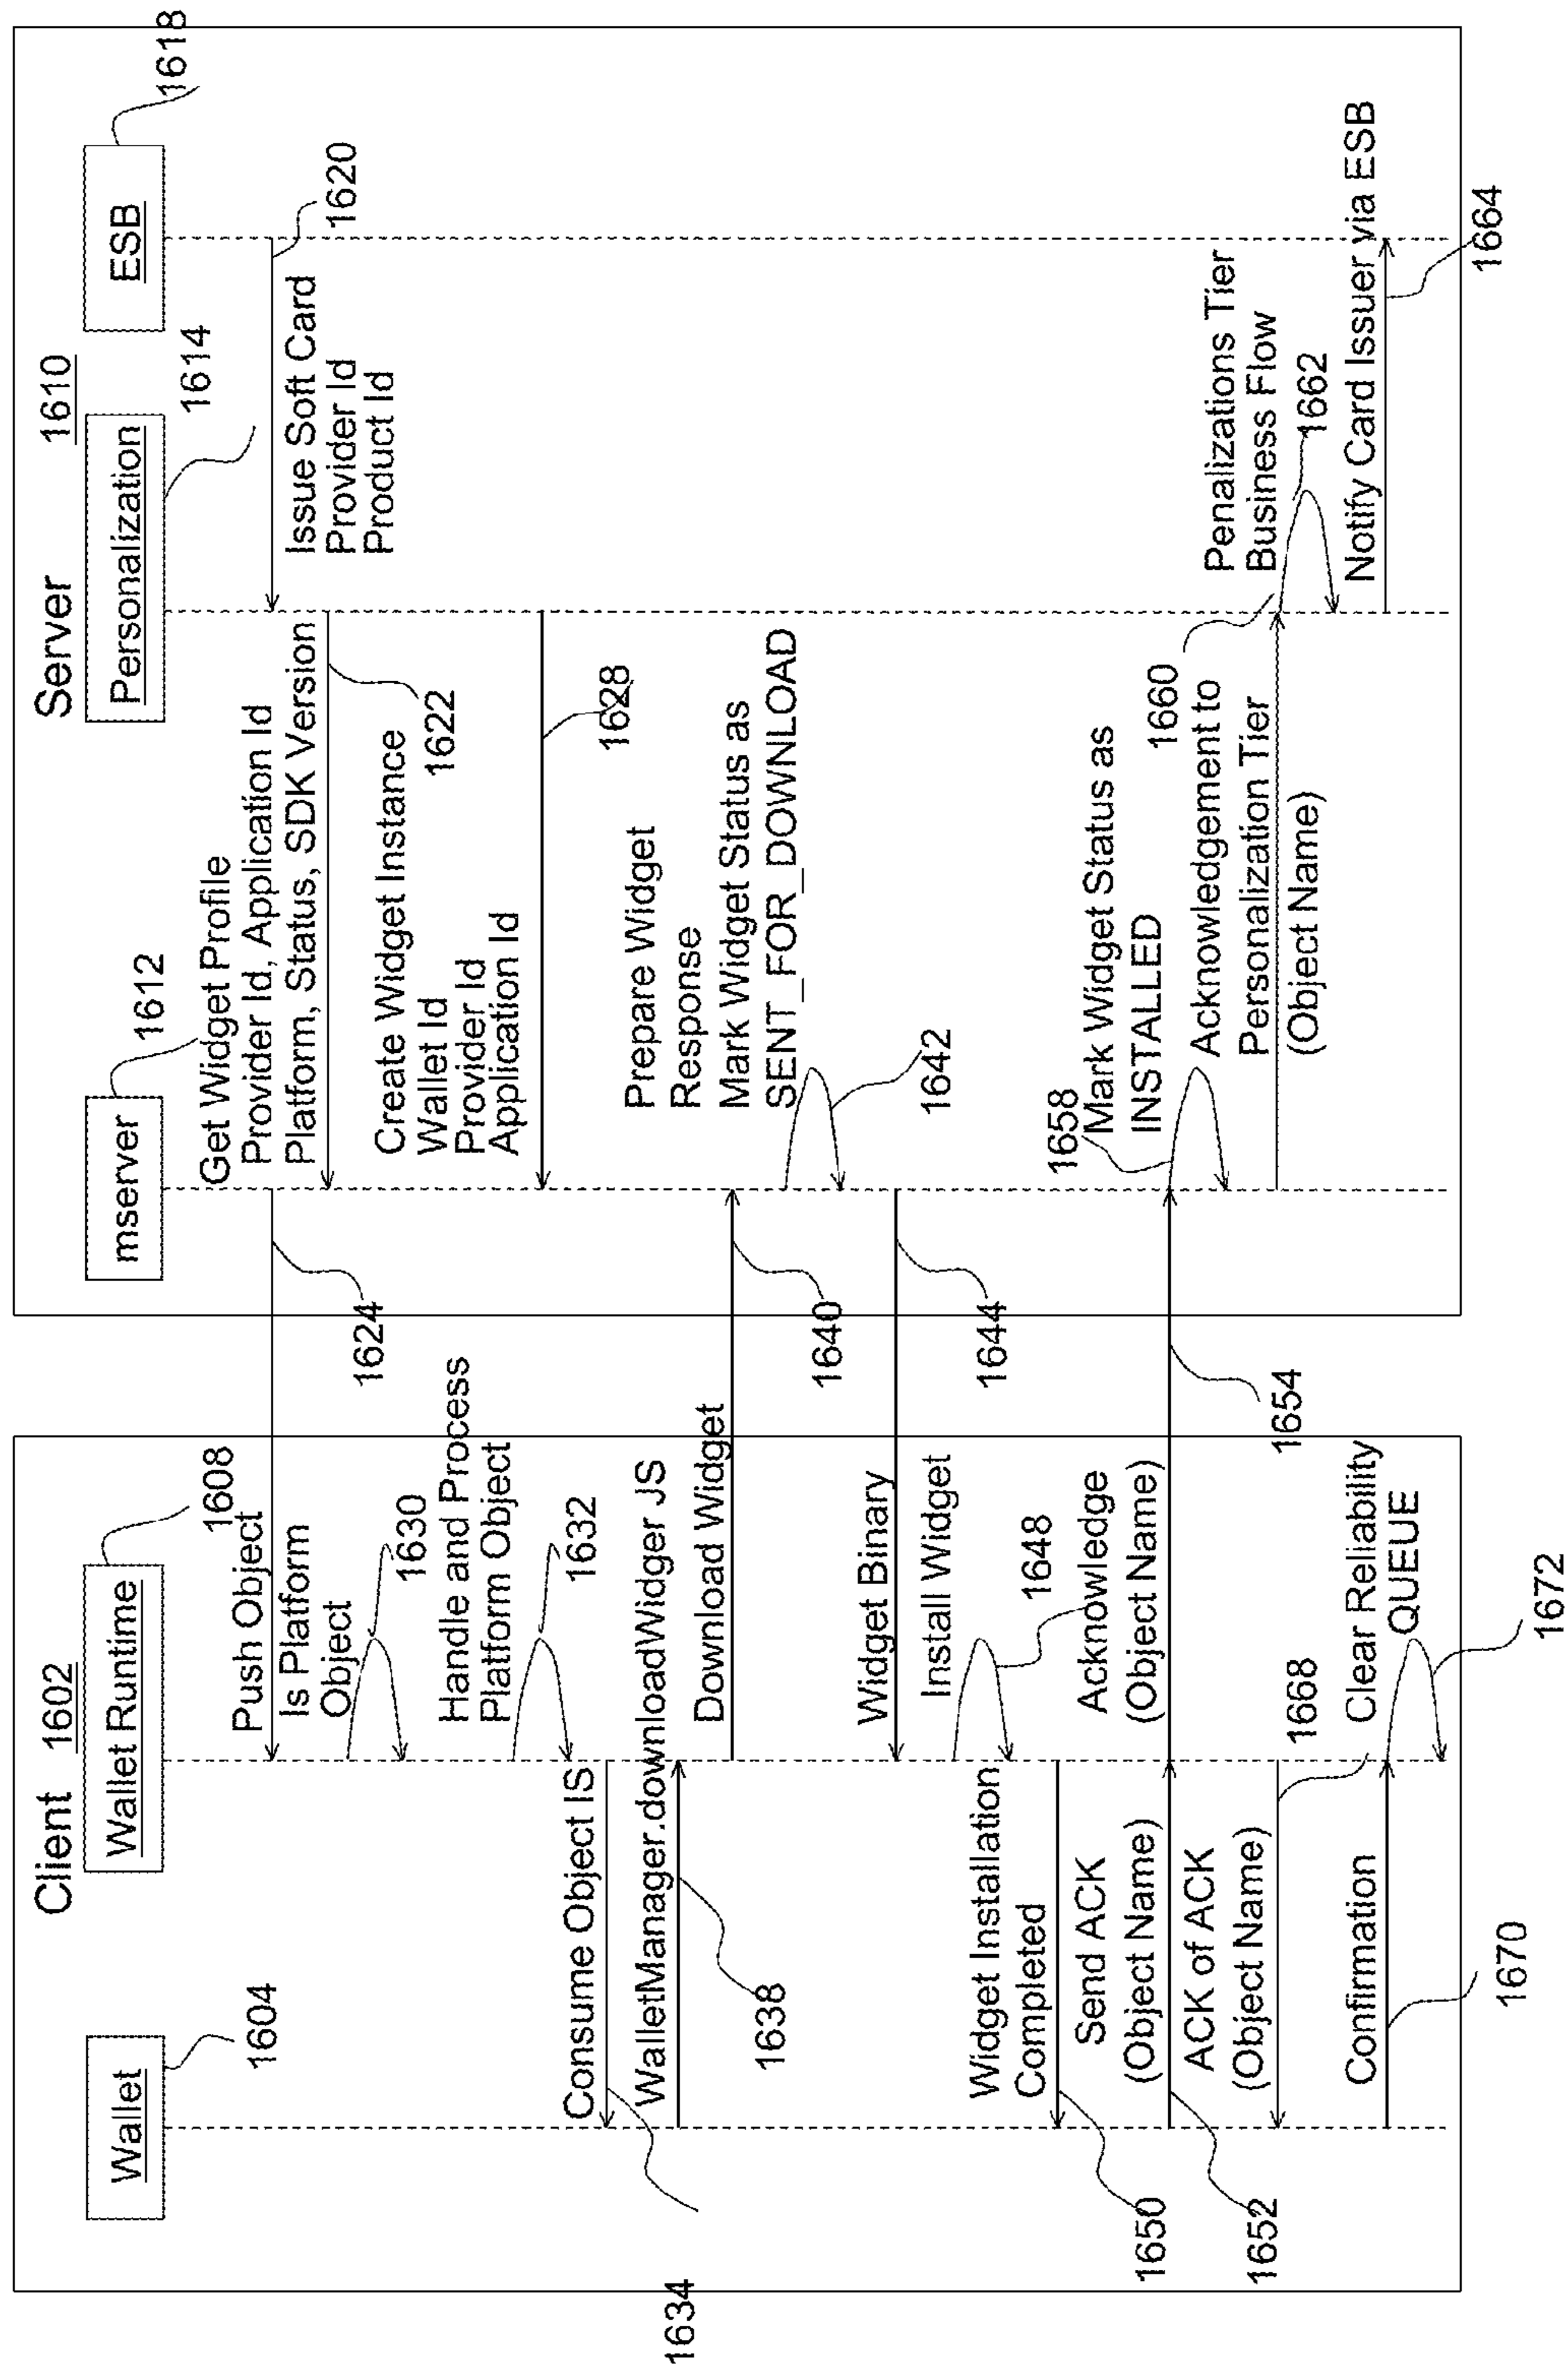 Client 1602
Server 1610
Wallet
1604
Wallet Runtime
1608
mserver
1612
Personalization
1614
ESB
1618
1620
Issue Soft Card
Provider Id
Product Id
Get Widget Profile
Provider Id, Application Id
Platform, Status, SDK Version
1622
Push Object
1624
Is Platform
Object
1630
Create Widget Instance
Wallet Id
Provider Id
Application Id
1628
Handle and Process
Platform Object
1632
Consume Object IS
1634
WalletManager.downloadWidger JS
1638
Download Widget
1640
Prepare Widget
Response
Mark Widget Status as
SENT_FOR_DOWNLOAD
1642
Widget Binary
1644
Install Widget
1648
Widget Installation
Completed
1650
Send ACK
(Object Name)
1652
Acknowledge
(Object Name)
1654
1658
Mark Widget Status as
INSTALLED
1660
Acknowledgement to
Personalization Tier
(Object Name)
Penalizations Tier
Business Flow
1662
Notify Card Issuer via ESB
1664
ACK of ACK
(Object Name)
1668
Confirmation
1670
Clear Reliability
QUEUE
1672